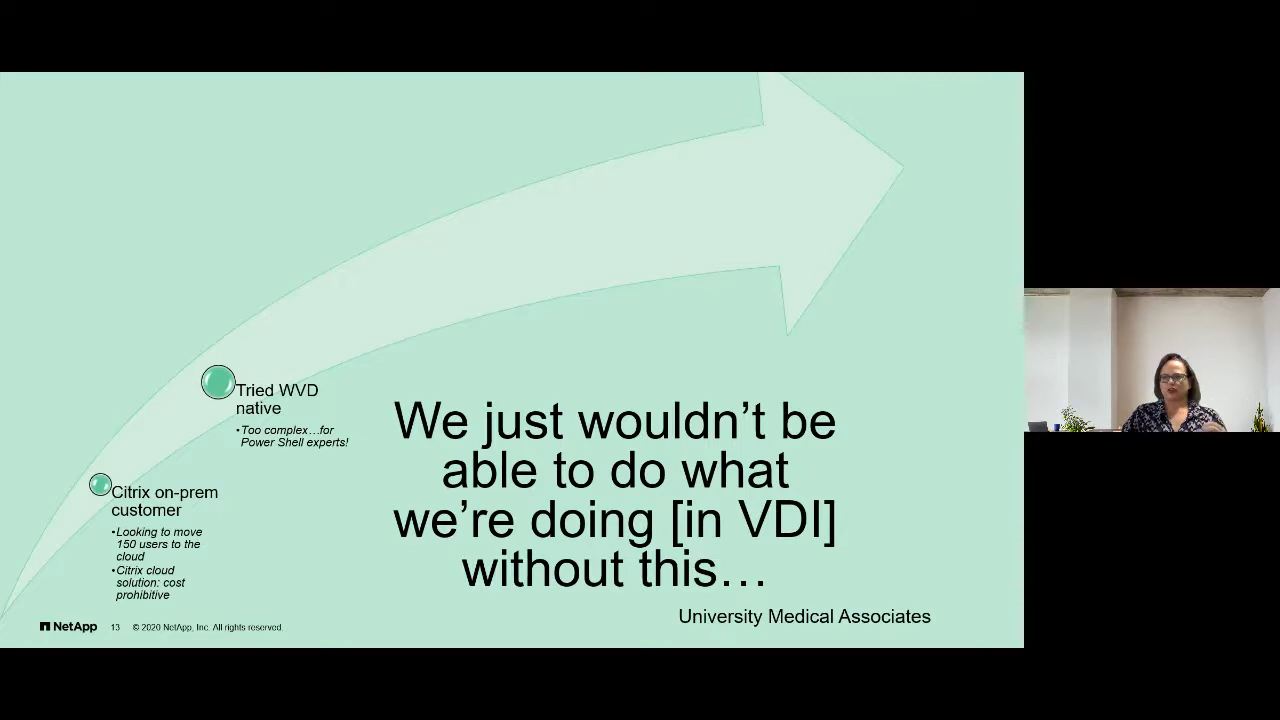 Tried WVD
native
•Too complex…for
Power Shell experts!
Citrix on-prem
customer
•Looking to move
150 users to the
cloud
•Citrix cloud
solution: cost
prohibitive
We just wouldn’t be
able to do what
we’re doing [in VDI]
without this…
University Medical Associates
NetApp 13 © 2020 NetApp, Inc. All rights reserved.